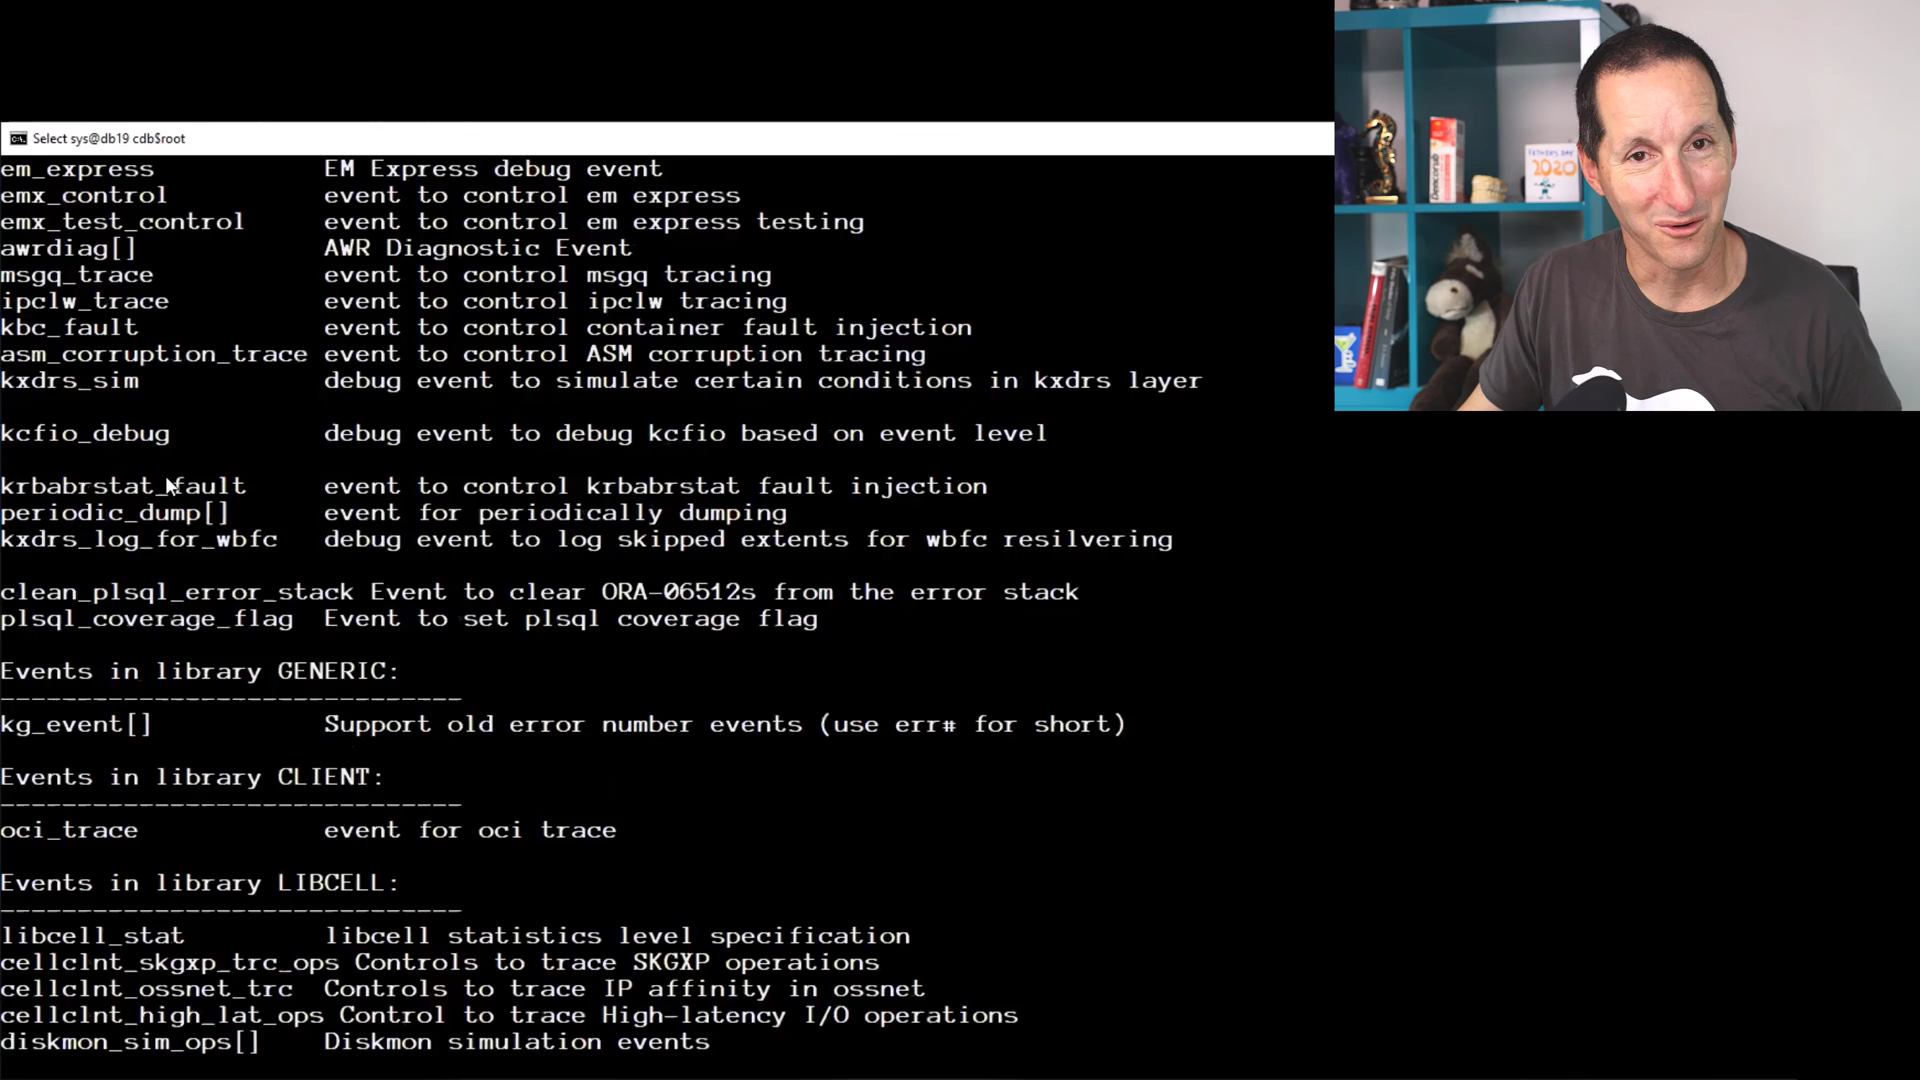 Select sys@db19 cdb$root
em_express EM Express debug event
emx_control event to control em express
emx_test_control event to control em express testing
awrdiag[] AWR Diagnostic Event
msgq_trace event to control msgq tracing
ipclw_trace event to control ipclw tracing
kbc_fault event to control container fault injection
asm_corruption_trace event to control ASM corruption tracing
kxdrs_sim debug event to simulate certain conditions in kxdrs layer
kcfio_debug debug event to debug kcfio based on event level
krbabrstat_fault event to control krbabrstat fault injection
periodic_dump[] event for periodically dumping
kxdrs_log_for_wbfc debug event to log skipped extents for wbfc resilvering
clean_plsql_error_stack Event to clear ORA-06512s from the error stack
plsql_coverage_flag Event to set plsql coverage flag
Events in library GENERIC:
------------------------------
kg_event[] Support old error number events (use err# for short)
Events in library CLIENT:
------------------------------
oci_trace event for oci trace
Events in library LIBCELL:
------------------------------
libcell_stat libcell statistics level specification
cellclnt_skgxp_trc_ops Controls to trace SKGXP operations
cellclnt_ossnet_trc Controls to trace IP affinity in ossnet
cellclnt_high_lat_ops Control to trace High-latency I/O operations
diskmon_sim_ops[] Diskmon simulation events
FATHERS DAY
2020